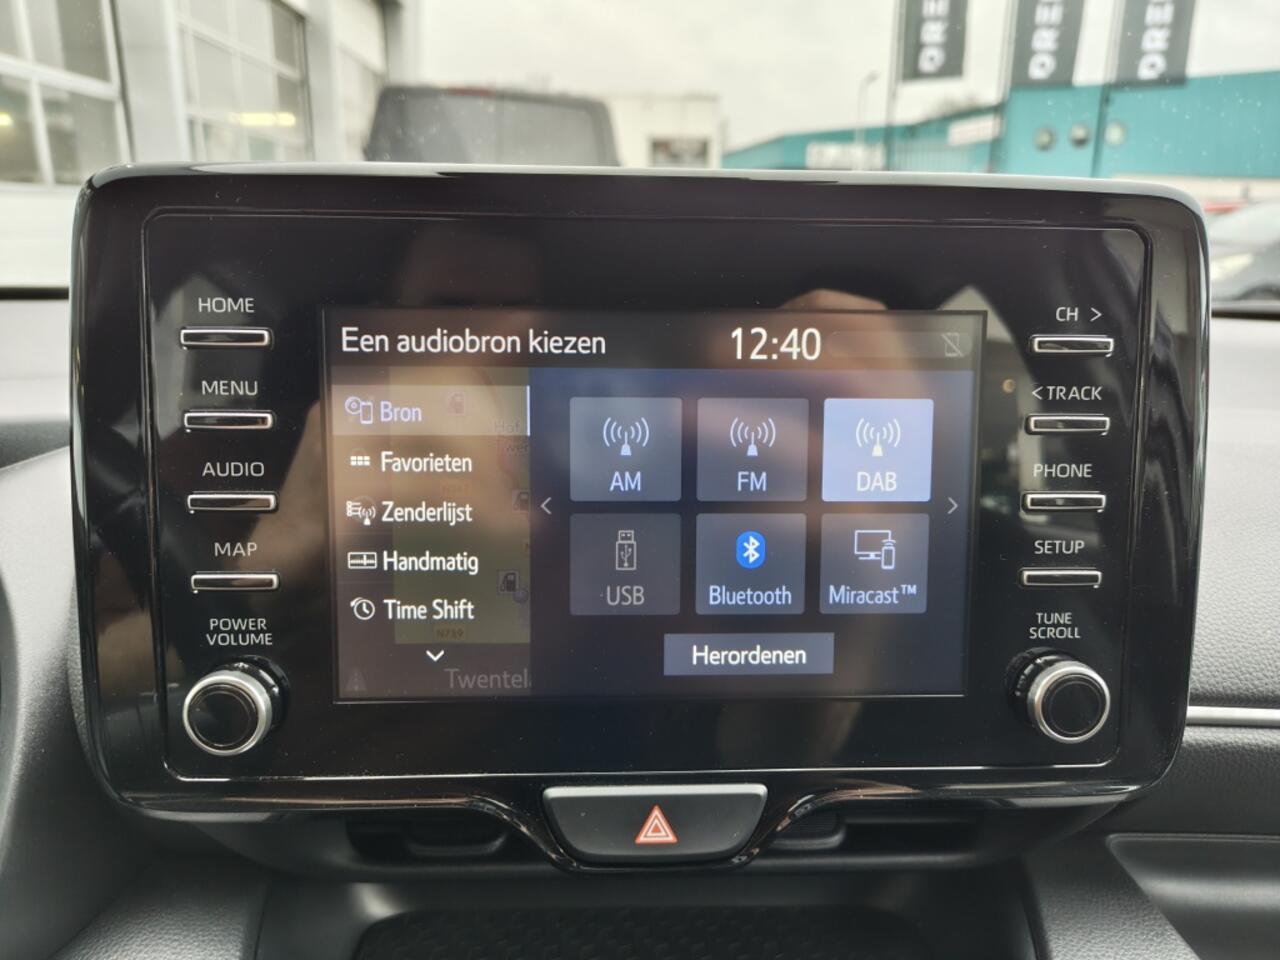 HOME
MENU
AUDIO
MAP
POWER
VOLUME
Een audiobron kiezen
12:40
Bron
Favorieten
Zenderlijst
Handmatig
Time Shift
N739
Twentel
AM
FM
DAB
USB
Bluetooth
Miracast™
Herordenen
CH >
< TRACK
PHONE
SETUP
TUNE
SCROLL